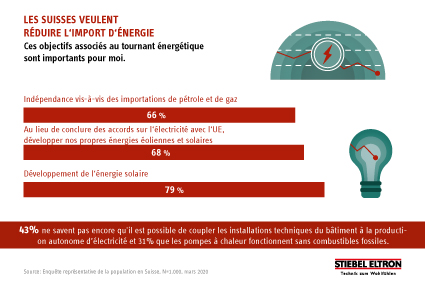 LES SUISSES VEULENT
RÉDUIRE L'IMPORT D'ÉNERGIE
Ces objectifs associés au tournant énergétique
sont importants pour moi.
Indépendance vis-à-vis des importations de pétrole et de gaz
66 %
Au lieu de conclure des accords sur l'électricité avec l'UE,
développer nos propres énergies éoliennes et solaires
68 %
Développement de l'énergie solaire
79 %
43% ne savent pas encore qu'il est possible de coupler les installations techniques du bâtiment à la producti-
on autonome d'électricité et 31% que les pompes à chaleur fonctionnent sans combustibles fossiles.
Source: Enquête représentative de la population en Suisse, N=1.000, mars 2020
STIEBEL ELTRON
Technik zum Wohlfühlen